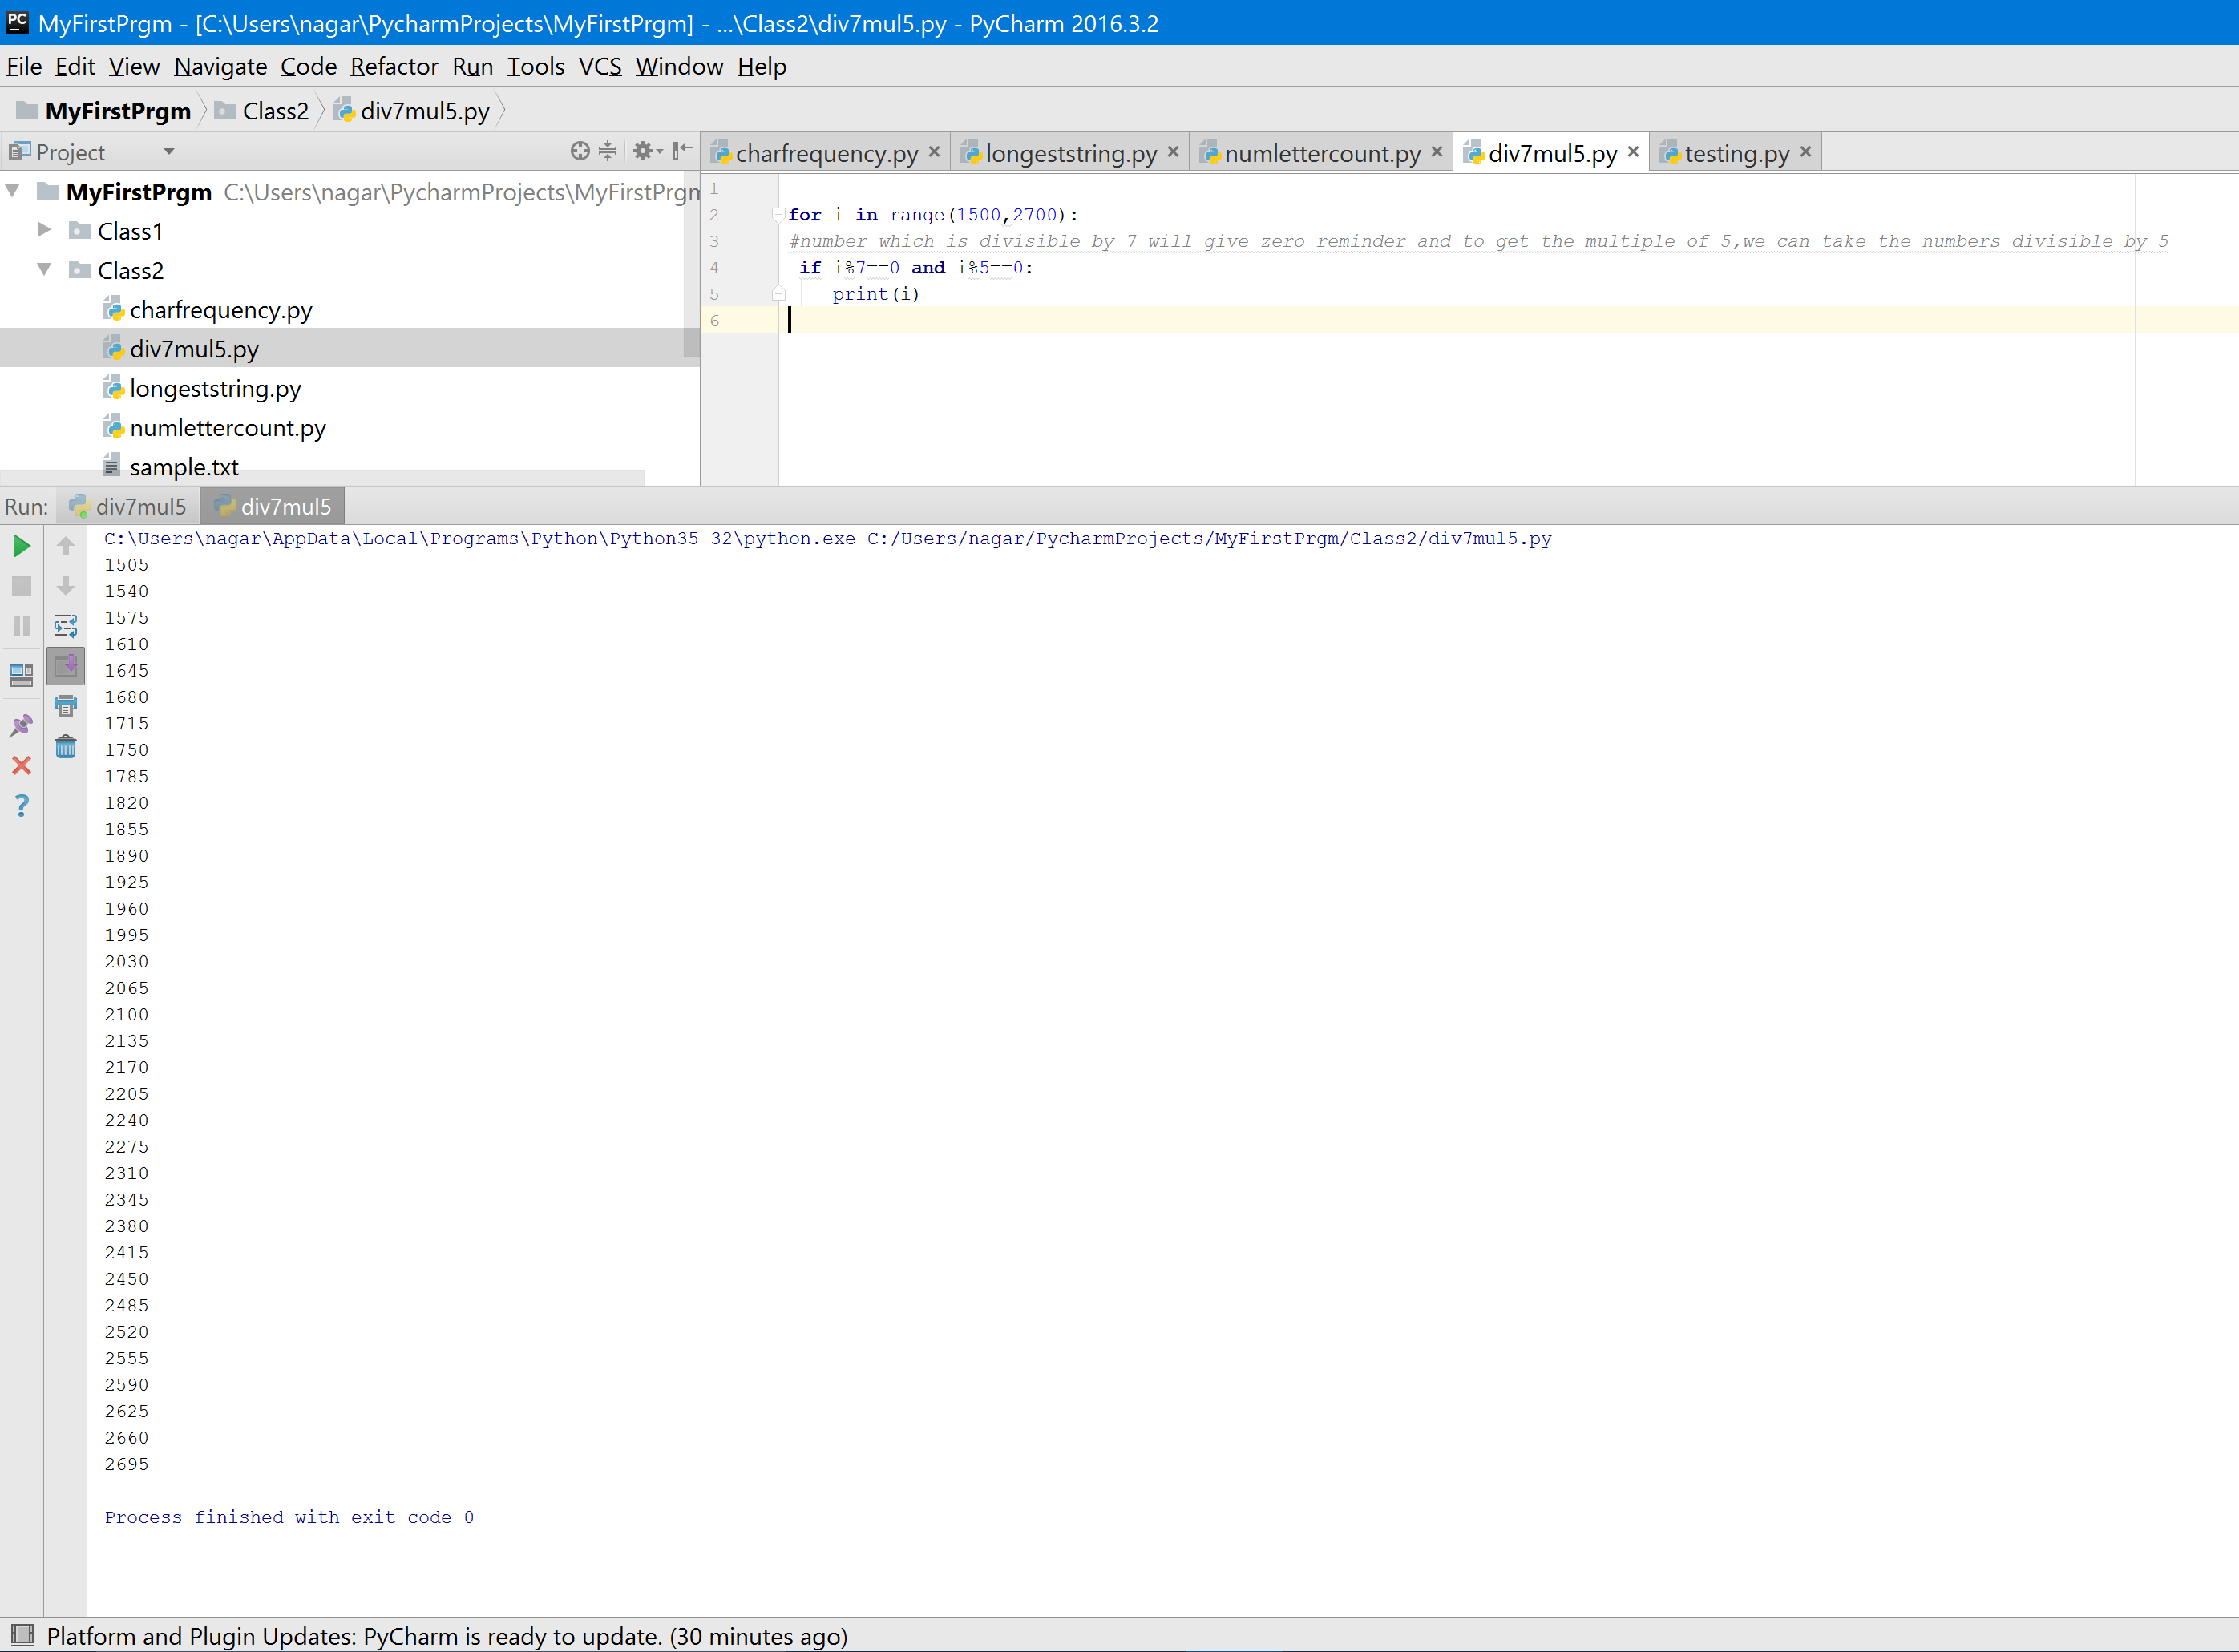 PC MyFirstPrgm - [C:\Users\nagar\PycharmProjects\MyFirstPrgm] - ...\Class2\div7mul5.py - PyCharm 2016.3.2
File Edit View Navigate Code Refactor Run Tools VCS Window Help
MyFirstPrgm Class2 div7mul5.py
Project
charfrequency.py longeststring.py numlettercount.py div7mul5.py testing.py
MyFirstPrgm C:\Users\nagar\PycharmProjects\MyFirstPrgm
Class1
Class2
charfrequency.py
div7mul5.py
longeststring.py
numlettercount.py
sample.txt
1
2 for i in range(1500,2700):
3 #number which is divisible by 7 will give zero reminder and to get the multiple of 5,we can take the numbers divisible by 5
4 if i%7==0 and i%5==0:
5 print(i)
6
Run: div7mul5 div7mul5
C:\Users\nagar\AppData\Local\Programs\Python\Python35-32\python.exe C:/Users/nagar/PycharmProjects/MyFirstPrgm/Class2/div7mul5.py
1505
1540
1575
1610
1645
1680
1715
1750
1785
1820
1855
1890
1925
1960
1995
2030
2065
2100
2135
2170
2205
2240
2275
2310
2345
2380
2415
2450
2485
2520
2555
2590
2625
2660
2695
Process finished with exit code 0
Platform and Plugin Updates: PyCharm is ready to update. (30 minutes ago)